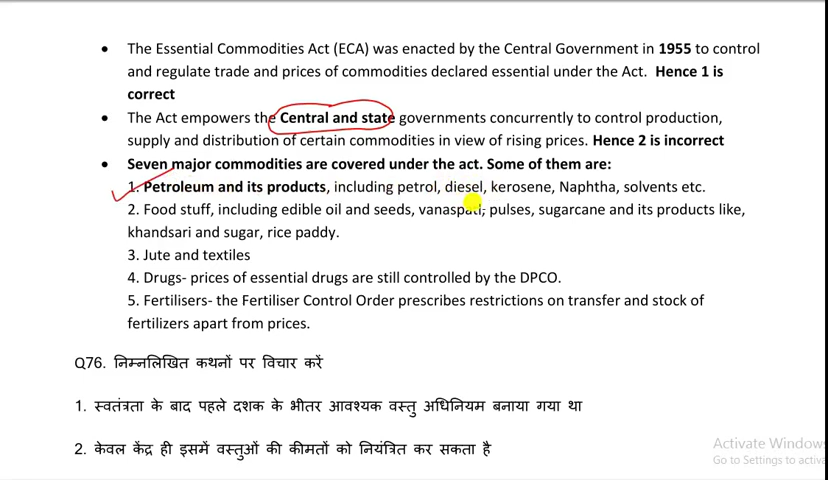 • The Essential Commodities Act (ECA) was enacted by the Central Government in 1955 to control
and regulate trade and prices of commodities declared essential under the Act. Hence 1 is
correct
• The Act empowers the Central and state governments concurrently to control production,
supply and distribution of certain commodities in view of rising prices. Hence 2 is incorrect
• Seven major commodities are covered under the act. Some of them are:
1. Petroleum and its products, including petrol, diesel, kerosene, Naphtha, solvents etc.
2. Food stuff, including edible oil and seeds, vanaspati, pulses, sugarcane and its products like,
khandsari and sugar, rice paddy.
3. Jute and textiles
4. Drugs- prices of essential drugs are still controlled by the DPCO.
5. Fertilisers- the Fertiliser Control Order prescribes restrictions on transfer and stock of
fertilizers apart from prices.
Q76. निम्नलिखित कथनों पर विचार करें
1. स्वतंत्रता के बाद पहले दशक के भीतर आवश्यक वस्तु अधिनियम बनाया गया था
2. केवल केंद्र ही इसमें वस्तुओं की कीमतों को नियंत्रित कर सकता है
Activate Windows
Go to Settings to activa